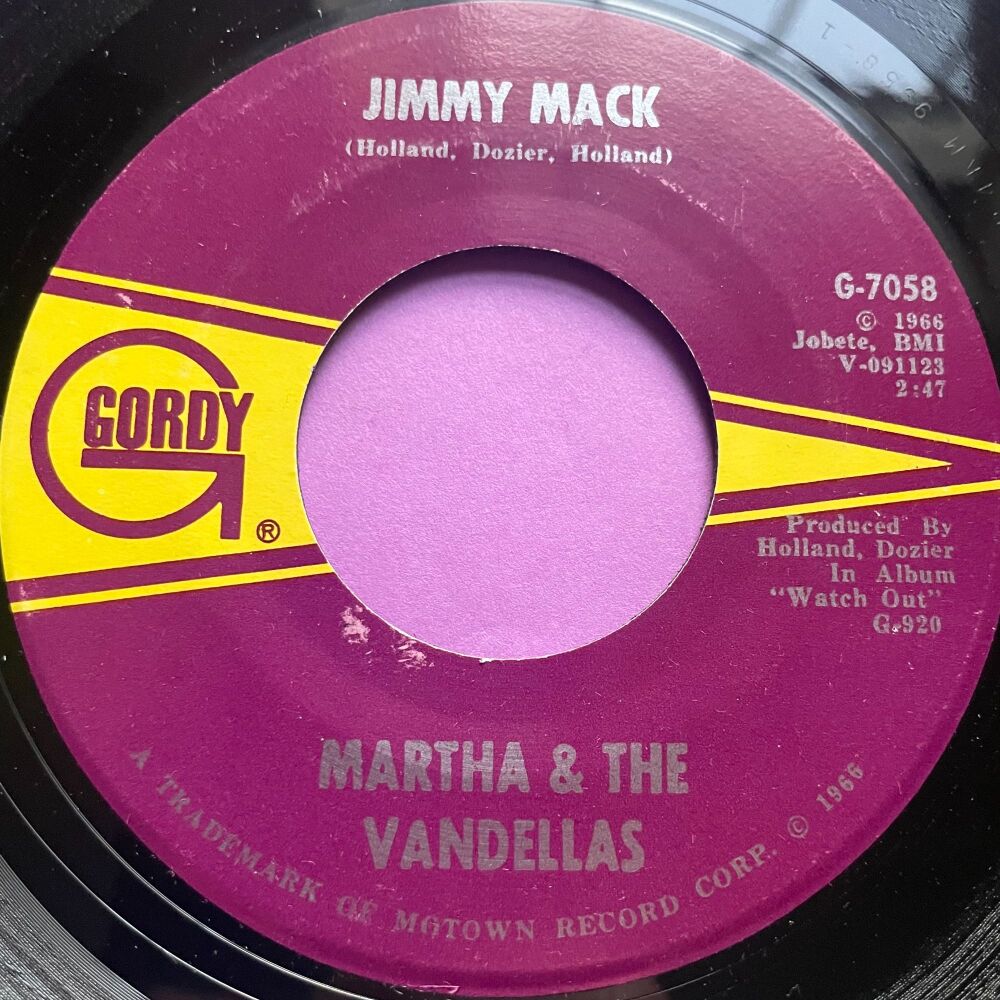 JIMMY MACK
(Holland, Dozier, Holland)
G-7058
© 1966
Jobete, BMI
V-091123
2:47
GORDY
®
Produced By
Holland, Dozier
In Album
"Watch Out"
G-920
MARTHA & THE
VANDELLAS
A TRADEMARK OF MOTOWN RECORD CORP. © 1966